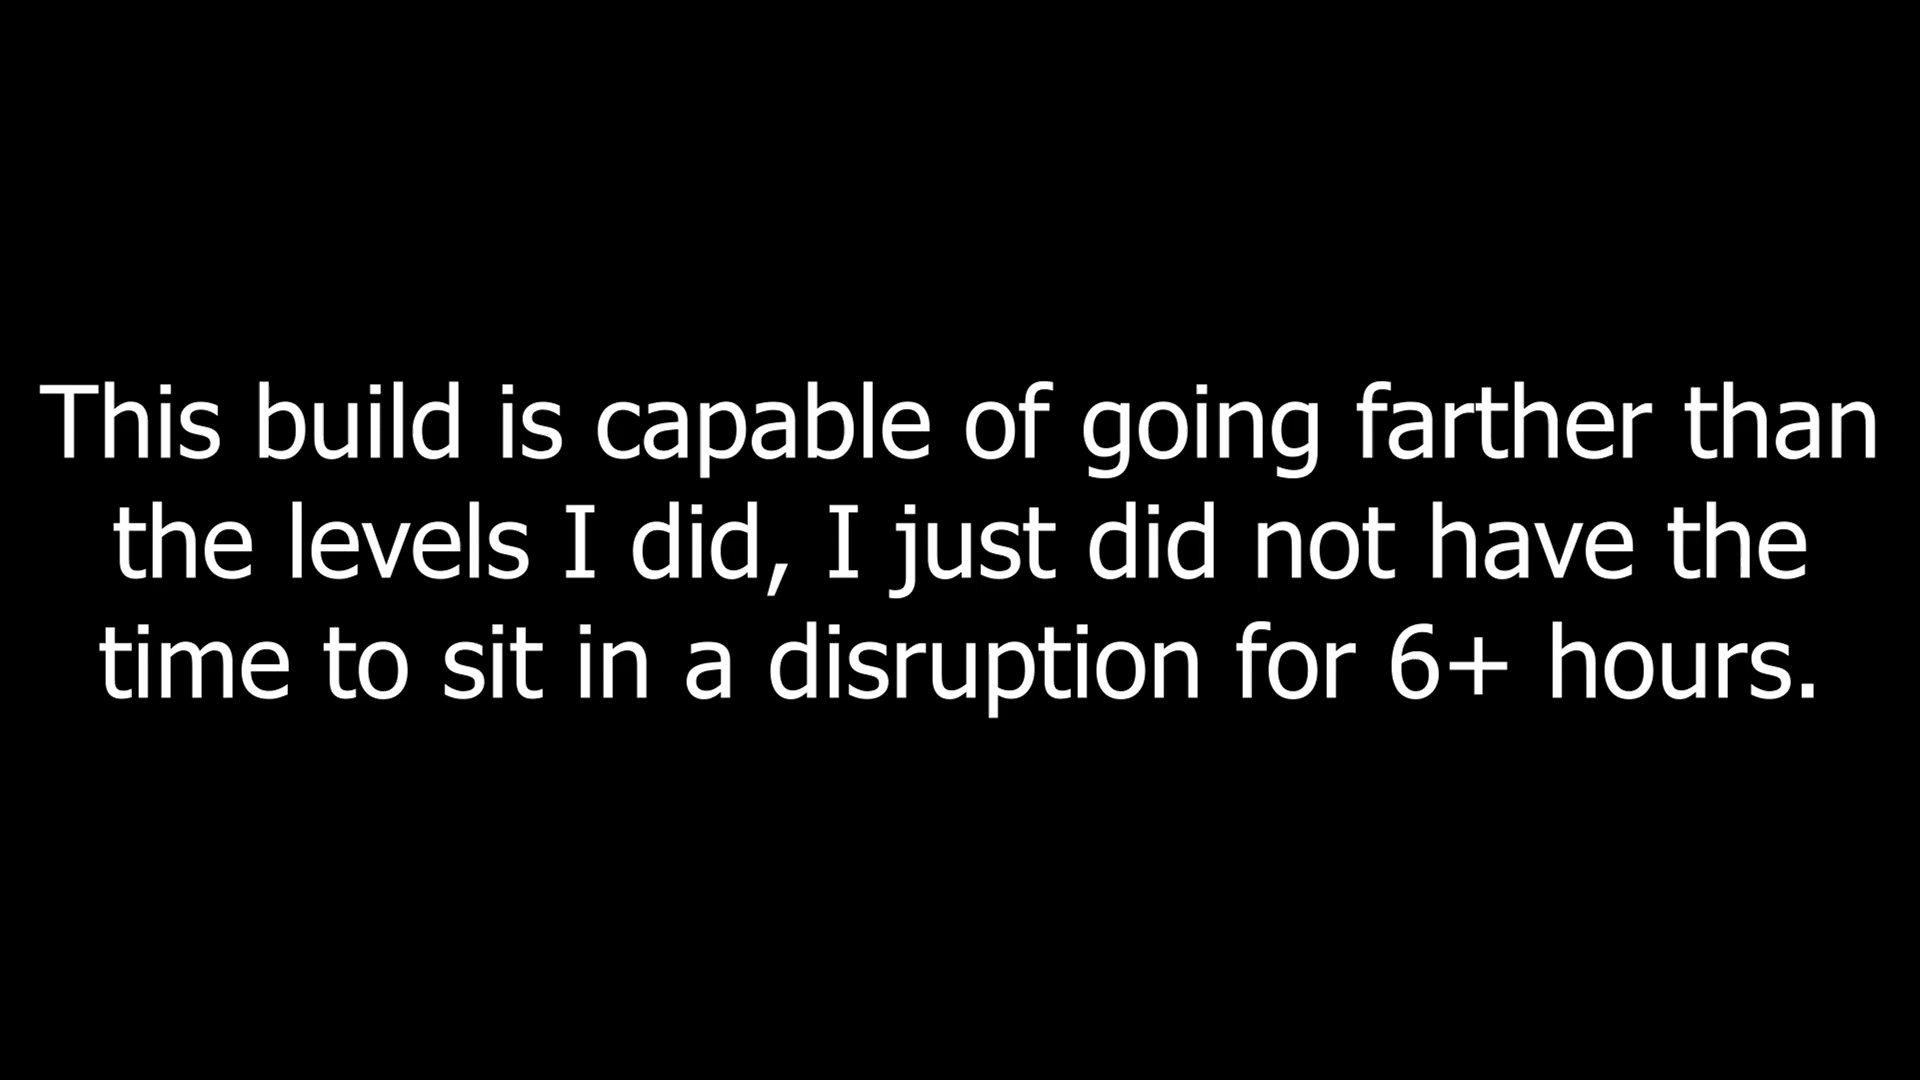 This build is capable of going farther than
the levels I did, I just did not have the
time to sit in a disruption for 6+ hours.